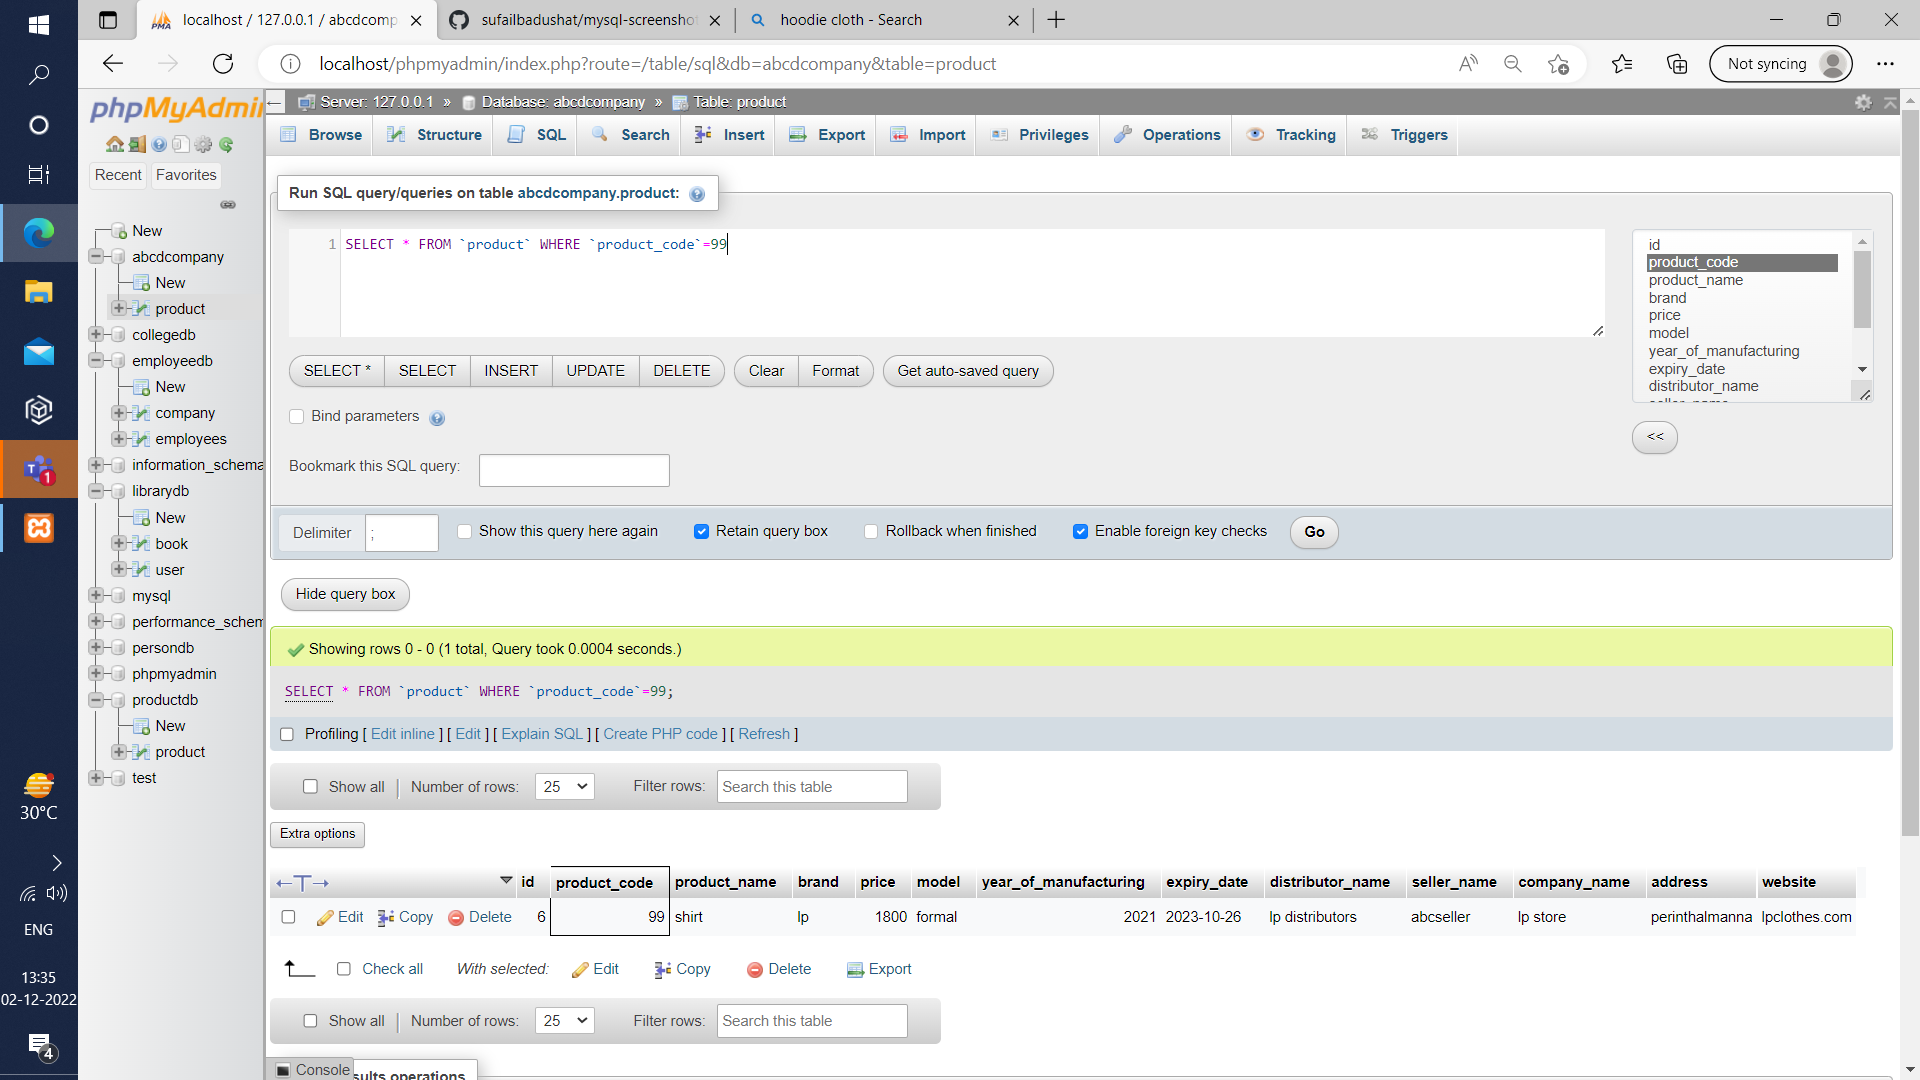 localhost / 127.0.0.1 / abcdcomp
sufailbadushat/mysql-screensho
hoodie cloth - Search
localhost/phpmyadmin/index.php?route=/table/sql&db=abcdcompany&table=product
Not syncing
phpMyAdmin
Recent
Favorites
New
abcdcompany
New
product
collegedb
employeedb
New
company
employees
information_schema
librarydb
New
book
user
mysql
performance_schem
persondb
phpmyadmin
productdb
New
product
test
Server: 127.0.0.1 » Database: abcdcompany » Table: product
Browse Structure SQL Search Insert Export Import Privileges Operations Tracking Triggers
Run SQL query/queries on table abcdcompany.product:
1 SELECT * FROM `product` WHERE `product_code`=99
id
product_code
product_name
brand
price
model
year_of_manufacturing
expiry_date
distributor_name
<<
SELECT * SELECT INSERT UPDATE DELETE Clear Format Get auto-saved query
Bind parameters
Bookmark this SQL query:
Delimiter ; Show this query here again Retain query box Rollback when finished Enable foreign key checks Go
Hide query box
Showing rows 0 - 0 (1 total, Query took 0.0004 seconds.)
SELECT * FROM `product` WHERE `product_code`=99;
Profiling [ Edit inline ] [ Edit ] [ Explain SQL ] [ Create PHP code ] [ Refresh ]
Show all | Number of rows: 25 Filter rows: Search this table
Extra options
id product_code product_name brand price model year_of_manufacturing expiry_date distributor_name seller_name company_name address website
Edit Copy Delete 6 99 shirt lp 1800 formal 2021 2023-10-26 lp distributors abcseller lp store perinthalmanna lpclothes.com
Check all With selected: Edit Copy Delete Export
Show all | Number of rows: 25 Filter rows: Search this table
Console
sults operations
1
30°C
ENG
13:35
02-12-2022
4